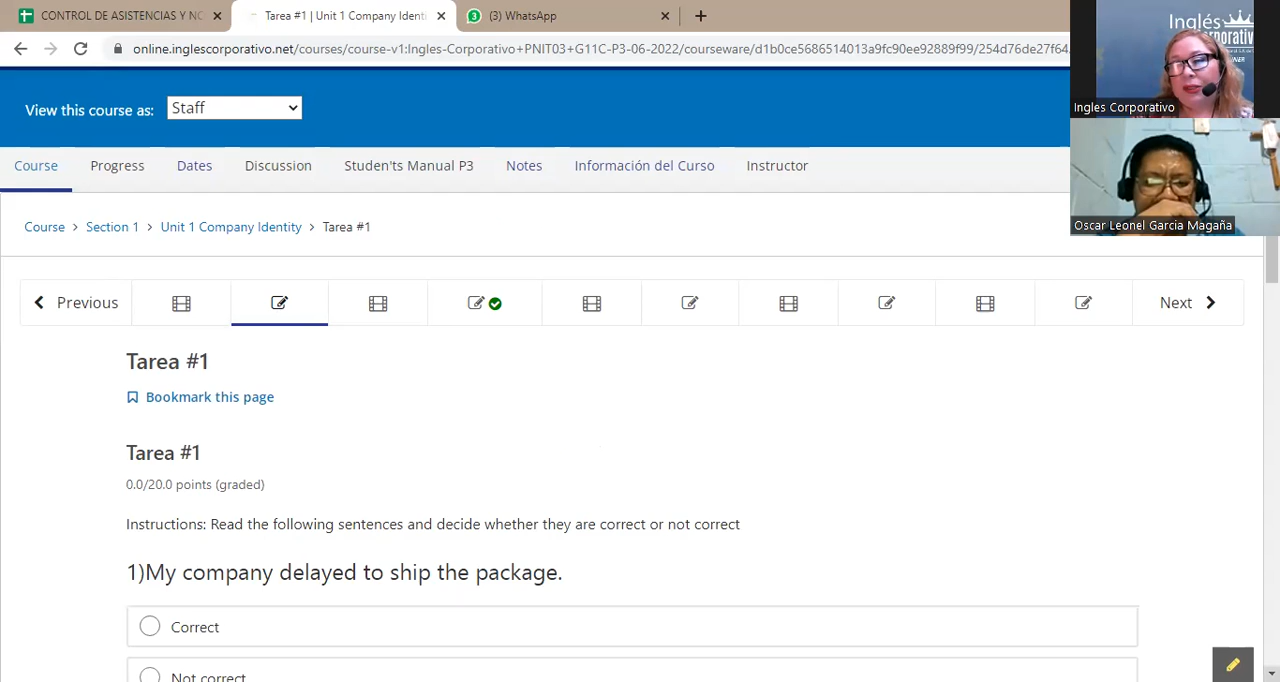 CONTROL DE ASISTENCIAS Y NO
Tarea #1 | Unit 1 Company Identi
(3) WhatsApp
online.inglescorporativo.net/courses/course-v1:Ingles-Corporativo+PNIT03+G11C-P3-06-2022/courseware/d1b0ce5686514013a9fc90ee92889f99/254d76de27f64
Inglés
Corporativ
Ingles Corporativo
View this course as:
Staff
Course
Progress
Dates
Discussion
Studen'ts Manual P3
Notes
Información del Curso
Instructor
Oscar Leonel Garcia Magaña
Course > Section 1 > Unit 1 Company Identity > Tarea #1
Previous
Next
Tarea #1
Bookmark this page
Tarea #1
0.0/20.0 points (graded)
Instructions: Read the following sentences and decide whether they are correct or not correct
1)My company delayed to ship the package.
Correct
Not correct